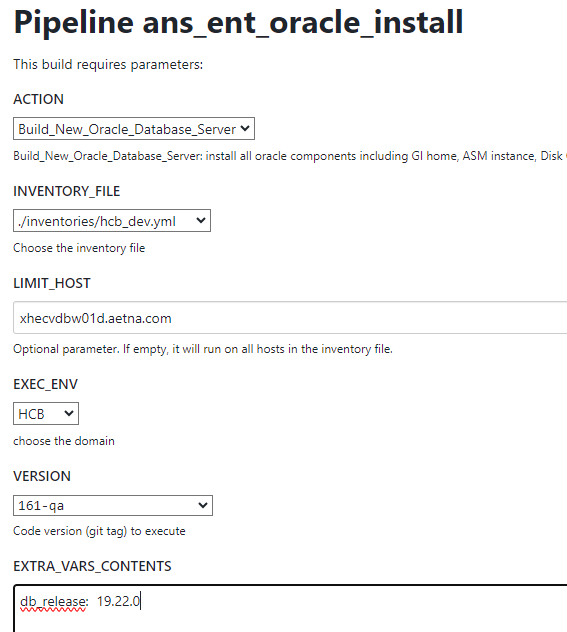 Pipeline ans_ent_oracle_install
This build requires parameters:
ACTION
Build_New_Oracle_Database_Server
Build_New_Oracle_Database_Server: install all oracle components including GI home, ASM instance, Disk
INVENTORY_FILE
./inventories/hcb_dev.yml
Choose the inventory file
LIMIT_HOST
xhecvdbw01d.aetna.com
Optional parameter. If empty, it will run on all hosts in the inventory file.
EXEC_ENV
HCB
choose the domain
VERSION
161-qa
Code version (git tag) to execute
EXTRA_VARS_CONTENTS
db_release:  19.22.0